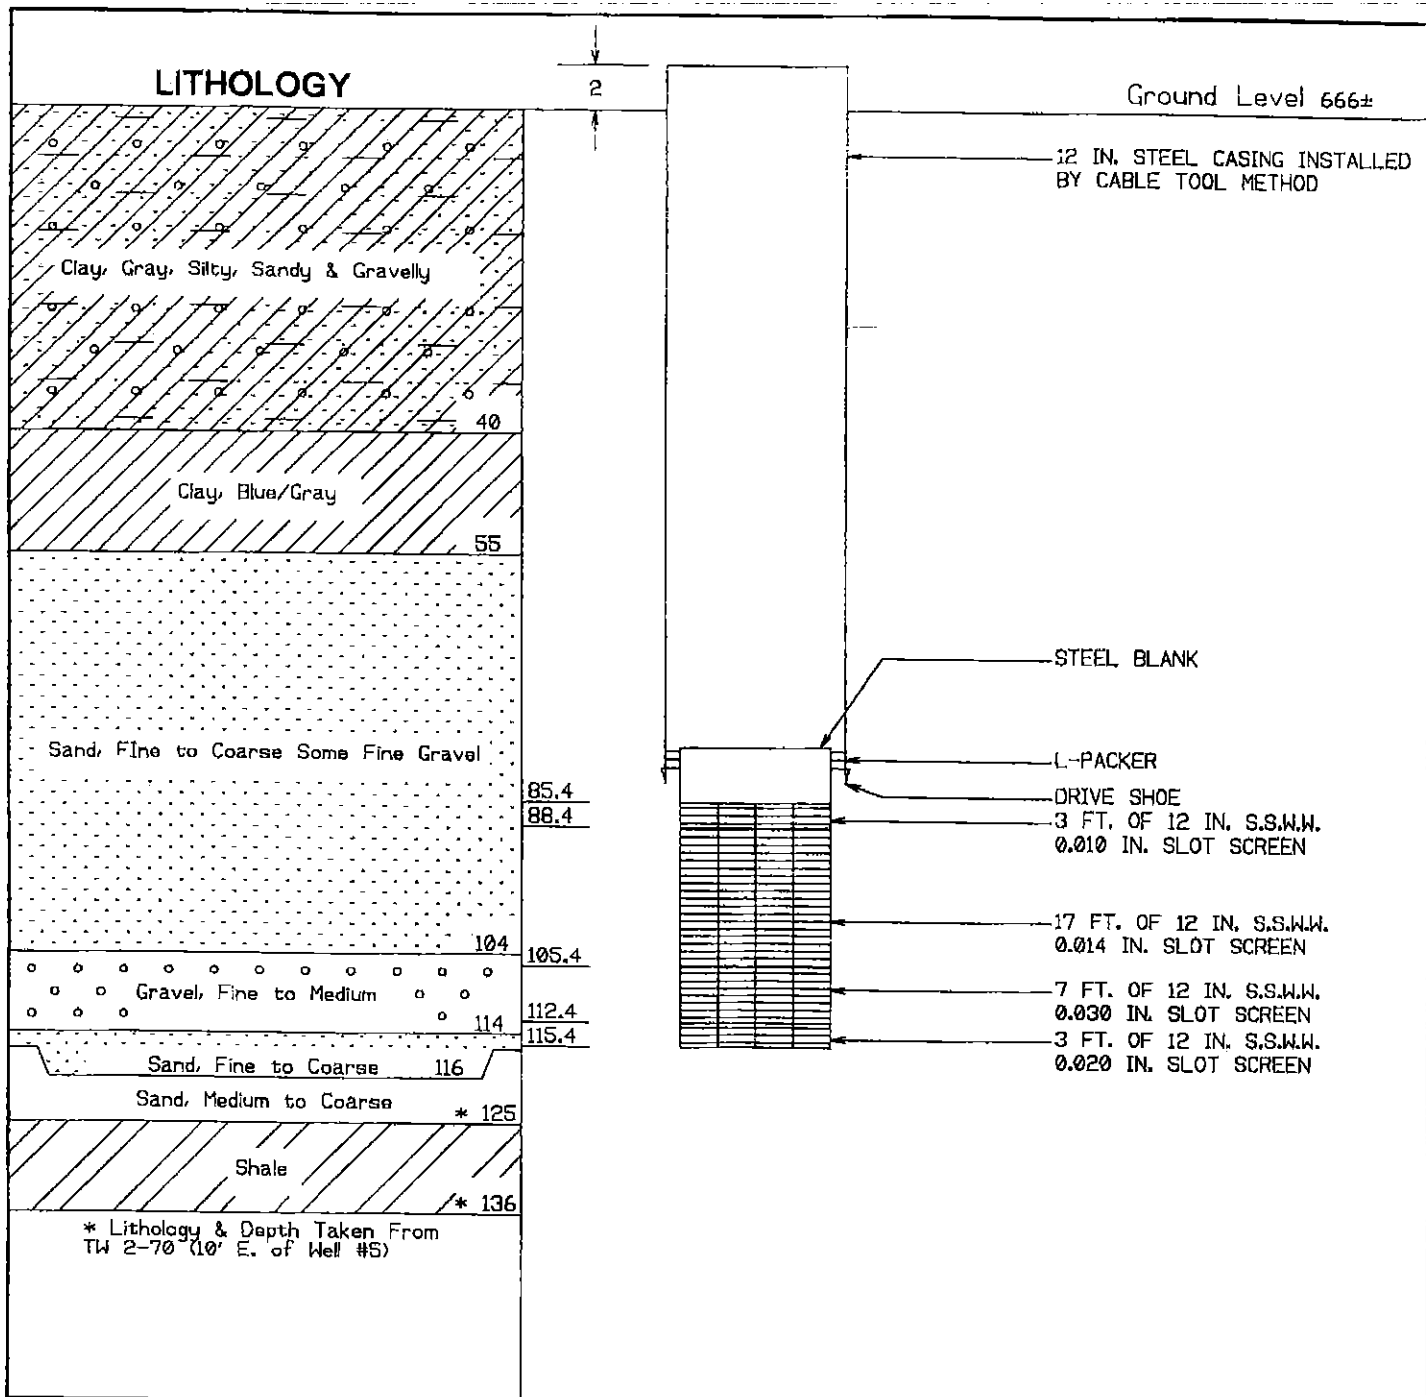 LITHOLOGY
2
Ground Level 666±
12 IN. STEEL CASING INSTALLED
BY CABLE TOOL METHOD
Clay, Gray, Silty, Sandy & Gravelly
40
Clay, Blue/Gray
55
STEEL BLANK
Sand, FIne to Coarse Some Fine Gravel
L-PACKER
85.4
DRIVE SHOE
88.4
3 FT. OF 12 IN. S.S.W.W.
0.010 IN. SLOT SCREEN
17 FT. OF 12 IN. S.S.W.W.
0.014 IN. SLOT SCREEN
104
105.4
Gravel, Fine to Medium
7 FT. OF 12 IN. S.S.W.W.
0.030 IN. SLOT SCREEN
112.4
114
115.4
3 FT. OF 12 IN. S.S.W.W.
0.020 IN. SLOT SCREEN
Sand, Fine to Coarse 116
Sand, Medium to Coarse
* 125
Shale
* 136
* Lithology & Depth Taken From
TW 2-70 (10' E. of Well #5)